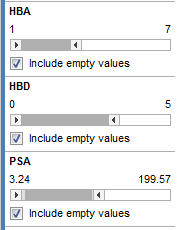 HBA
1 7
Include empty values
HBD
0 5
Include empty values
PSA
3.24 199.57
Include empty values